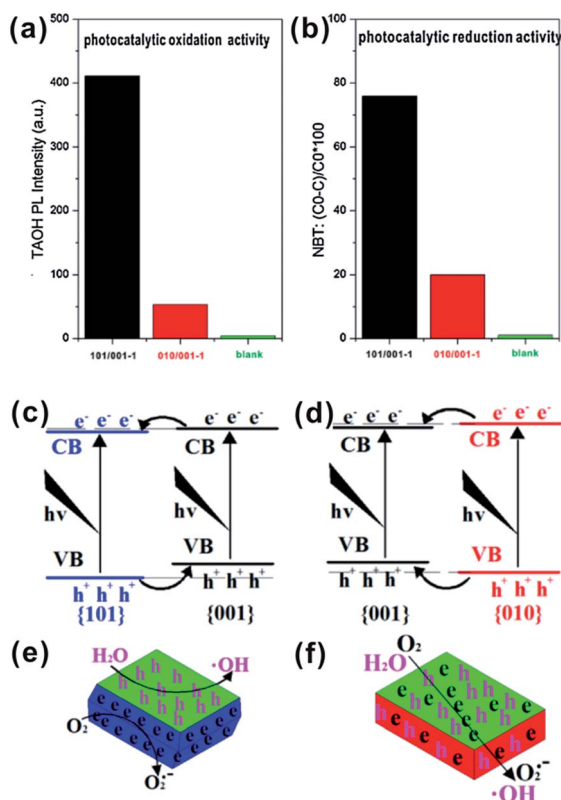 (a)
photocatalytic oxidation activity
TAOH PL Intensity (a.u.)
500
400
300
200
100
0
101/001-1 010/001-1 blank
(b)
photocatalytic reduction activity
NBT: (C0-C)/C0*100
100
80
60
40
20
0
101/001-1 010/001-1 blank
(c)
e⁻ e⁻ e⁻ e⁻ e⁻ e⁻
CB CB
hv hv
VB VB
h⁺ h⁺ h⁺ h⁺ h⁺ h⁺
{101} {001}
(d)
e⁻ e⁻ e⁻ e⁻ e⁻ e⁻
CB CB
hv hv
VB VB
h⁺ h⁺ h⁺ h⁺ h⁺ h⁺
{001} {010}
(e)
H₂O ·OH
h h h h h h h h h h h
O₂ e e e e e e e e e e e e
O₂·⁻
(f)
O₂
H₂O
h e h e h e h e h e h e
O₂·⁻
·OH